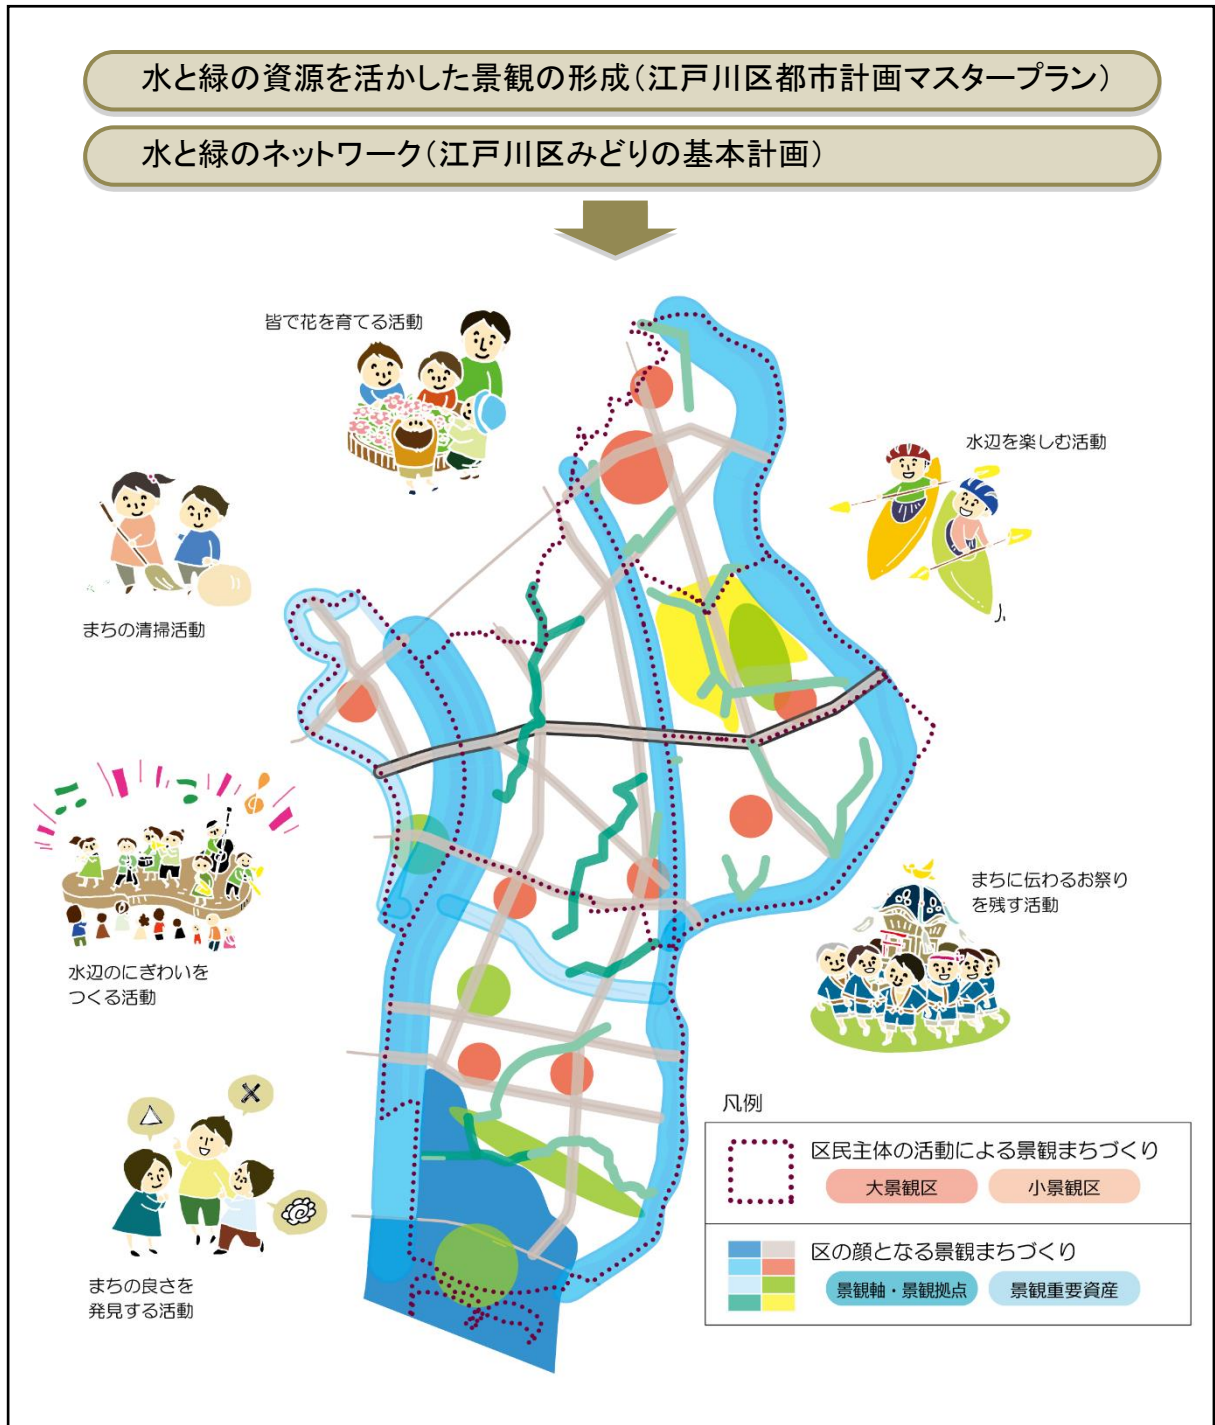 水と緑の資源を活かした景観の形成（江戸川区都市計画マスタープラン）
水と緑のネットワーク（江戸川区みどりの基本計画）
皆で花を育てる活動
水辺を楽しむ活動
まちの清掃活動
水辺のにぎわいを
つくる活動
まちに伝わるお祭り
を残す活動
まちの良さを
発見する活動
凡例
区民主体の活動による景観まちづくり
大景観区
小景観区
区の顔となる景観まちづくり
景観軸・景観拠点
景観重要資産